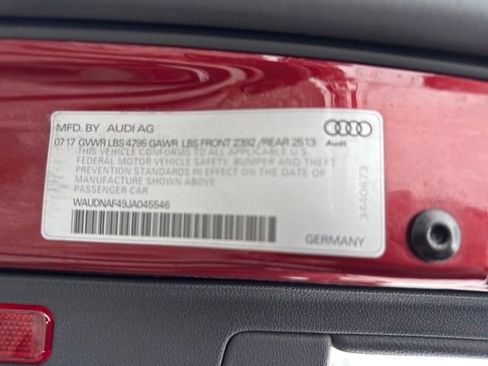 MFD. BY AUDI AG
07 17 GVWR LBS 4795 GAWR LBS FRONT 2392 / REAR 2513
THIS VEHICLE CONFORMS TO ALL APPLICABLE U.S.
FEDERAL MOTOR VEHICLE SAFETY, BUMPER AND THEFT
PREVENTION STANDARDS IN EFFECT ON THE DATE OF
MANUFACTURE SHOWN ABOVE.
PASSENGER CAR
WAUDNAF49JA045546
Audi
3440673
GERMANY